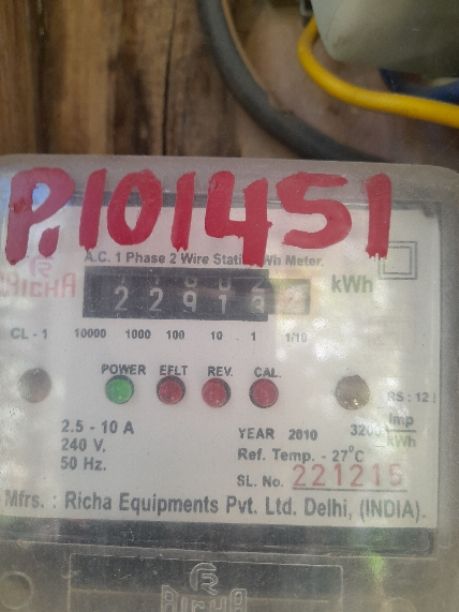 P.101451
A.C. 1 Phase 2 Wire Static Wh Meter.
RICHA
kWh
CL - 1 10000 1000 100 10 1 1/10
POWER EFLT REV. CAL.
2.5 - 10 A
240 V.
50 Hz.
YEAR 2010
3200 Imp/kWh
Ref. Temp. - 27°C
SL. No. 221215
Mfrs. : Richa Equipments Pvt. Ltd. Delhi, (INDIA).
RICHA